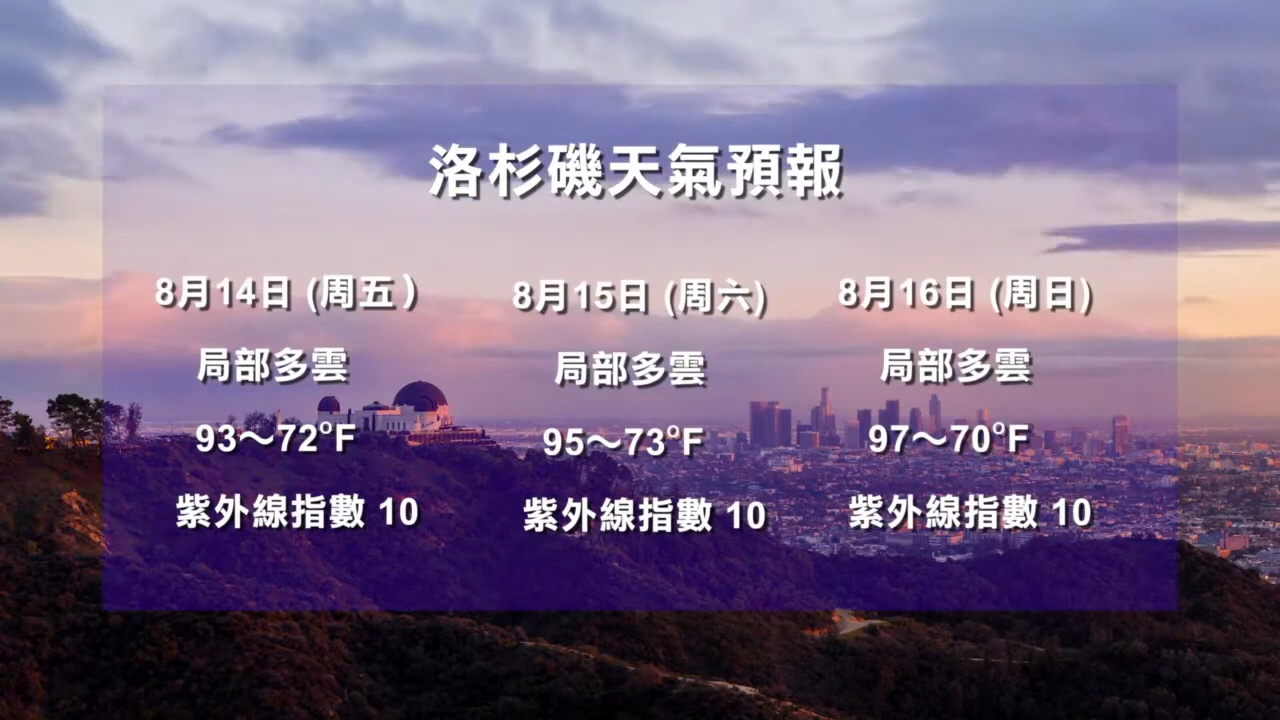 洛杉磯天氣預報
8月14日 (周五）
局部多雲
93～72°F
紫外線指數 10
8月15日 (周六)
局部多雲
95～73°F
紫外線指數 10
8月16日 (周日)
局部多雲
97～70°F
紫外線指數 10